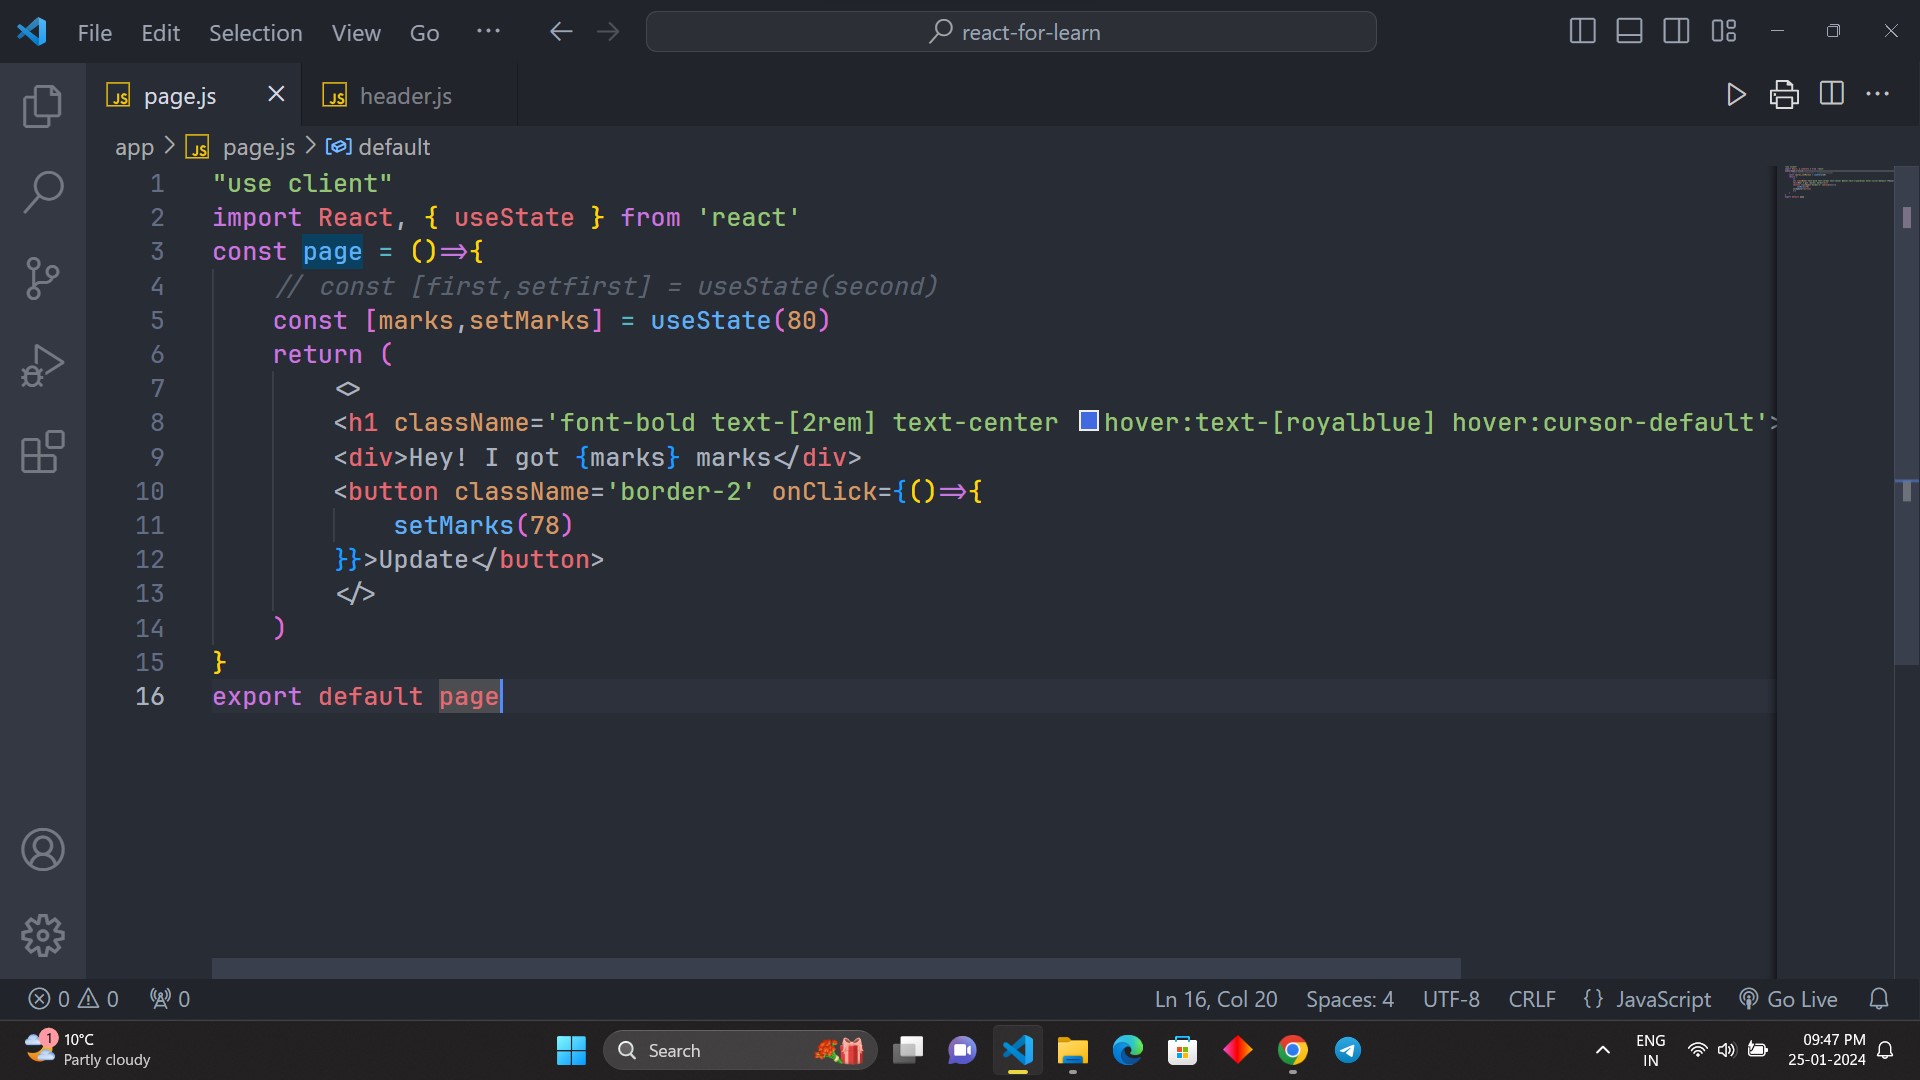 File Edit Selection View Go ··· react-for-learn
JS page.js JS header.js
app > JS page.js > default
1 "use client"
2 import React, { useState } from 'react'
3 const page = ()=>{
4 // const [first,setfirst] = useState(second)
5 const [marks,setMarks] = useState(80)
6 return (
7 <>
8 <h1 className='font-bold text-[2rem] text-center hover:text-[royalblue] hover:cursor-default'>
9 <div>Hey! I got {marks} marks</div>
10 <button className='border-2' onClick={()=>{
11 setMarks(78)
12 }}>Update</button>
13 </>
14 )
15 }
16 export default page
0 0 0 Ln 16, Col 20 Spaces: 4 UTF-8 CRLF {} JavaScript Go Live
1 10°C
Partly cloudy
Search
ENG
IN
09:47 PM
25-01-2024